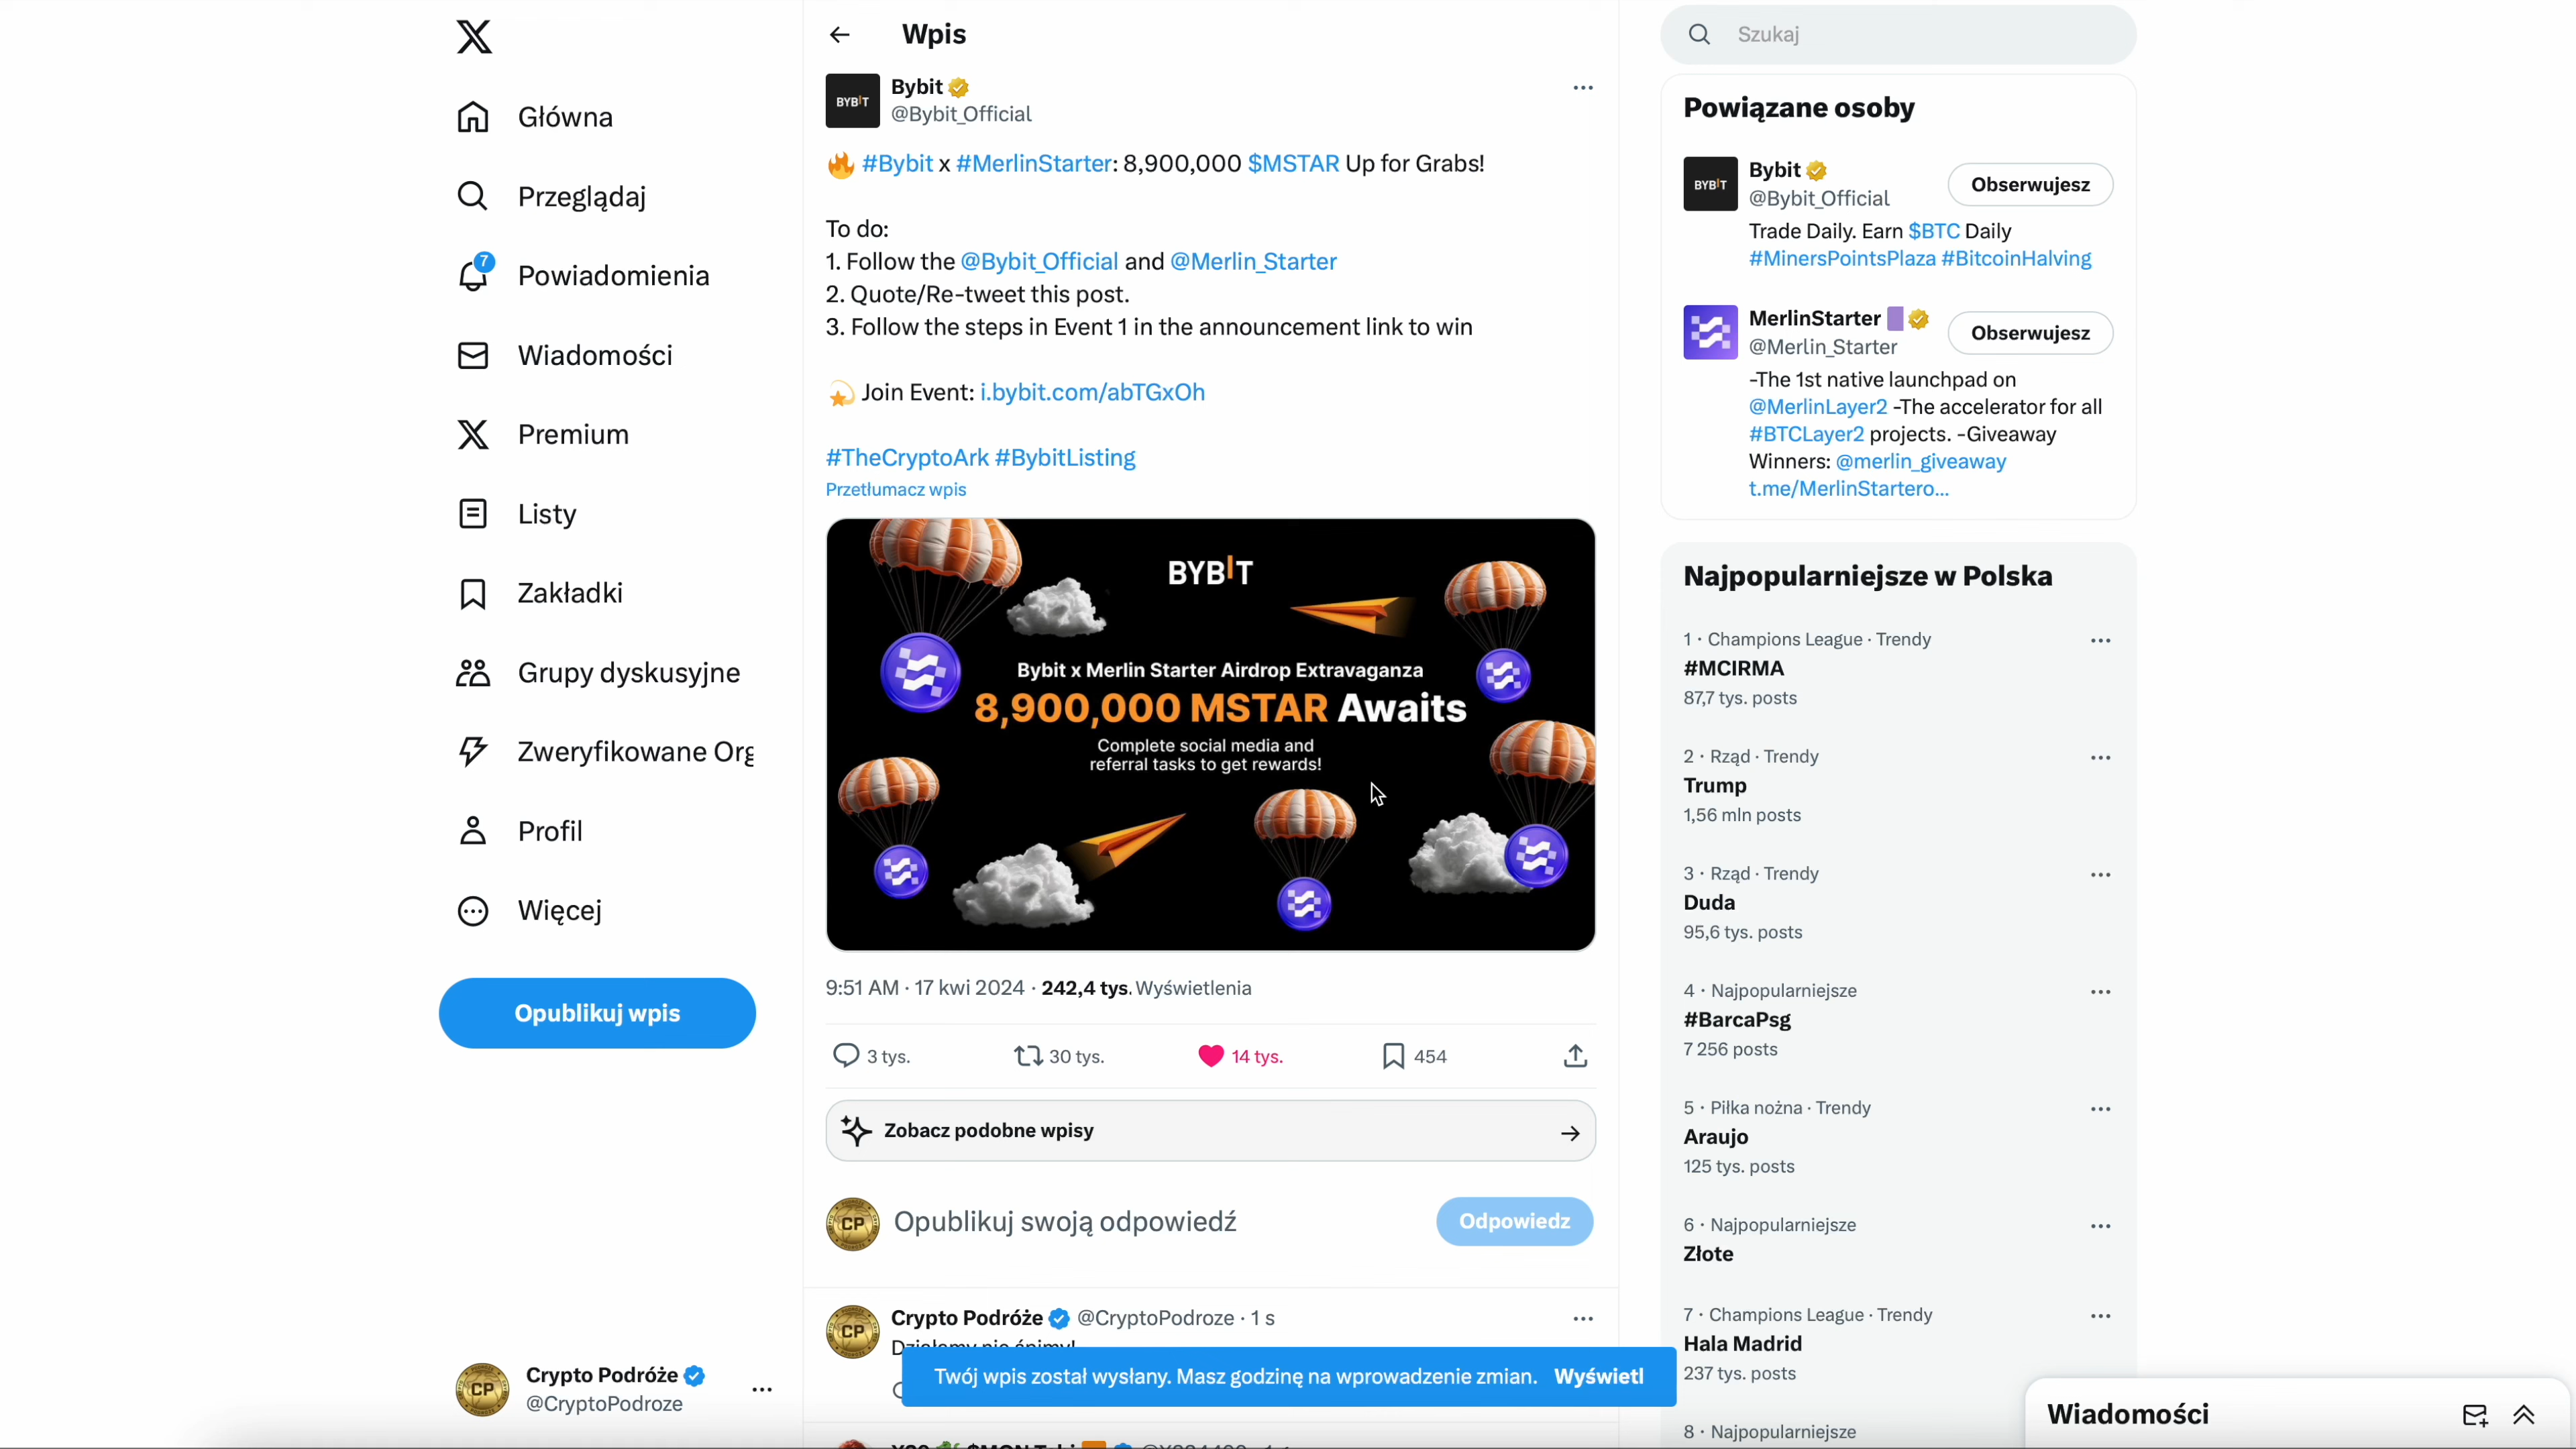 Główna
Przeglądaj
7
Powiadomienia
Wiadomości
Premium
Listy
Zakładki
Grupy dyskusyjne
Zweryfikowane Org
Profil
Więcej
Opublikuj wpis
CP
Crypto Podróże
@CryptoPodroze
Wpis
BYBIT
Bybit
@Bybit_Official
#Bybit x #MerlinStarter: 8,900,000 $MSTAR Up for Grabs!
To do:
1. Follow the @Bybit_Official and @Merlin_Starter
2. Quote/Re-tweet this post.
3. Follow the steps in Event 1 in the announcement link to win
Join Event: i.bybit.com/abTGxOh
#TheCryptoArk #BybitListing
Przetłumacz wpis
BYBIT
Bybit x Merlin Starter Airdrop Extravaganza
8,900,000 MSTAR Awaits
Complete social media and
referral tasks to get rewards!
9:51 AM · 17 kwi 2024 · 242,4 tys. Wyświetlenia
3 tys.
30 tys.
14 tys.
454
Zobacz podobne wpisy
CP
Opublikuj swoją odpowiedź
Odpowiedz
CP
Crypto Podróże @CryptoPodroze · 1 s
Twój wpis został wysłany. Masz godzinę na wprowadzenie zmian. Wyświetl
Szukaj
Powiązane osoby
BYBIT
Bybit
@Bybit_Official
Obserwujesz
Trade Daily. Earn $BTC Daily
#MinersPointsPlaza #BitcoinHalving
MerlinStarter
@Merlin_Starter
Obserwujesz
-The 1st native launchpad on
@MerlinLayer2 -The accelerator for all
#BTCLayer2 projects. -Giveaway
Winners: @merlin_giveaway
t.me/MerlinStartero...
Najpopularniejsze w Polska
1 · Champions League · Trendy
#MCIRMA
87,7 tys. posts
2 · Rząd · Trendy
Trump
1,56 mln posts
3 · Rząd · Trendy
Duda
95,6 tys. posts
4 · Najpopularniejsze
#BarcaPsg
7 256 posts
5 · Piłka nożna · Trendy
Araujo
125 tys. posts
6 · Najpopularniejsze
Złote
7 · Champions League · Trendy
Hala Madrid
237 tys. posts
8 · Najpopularniejsze
Wiadomości